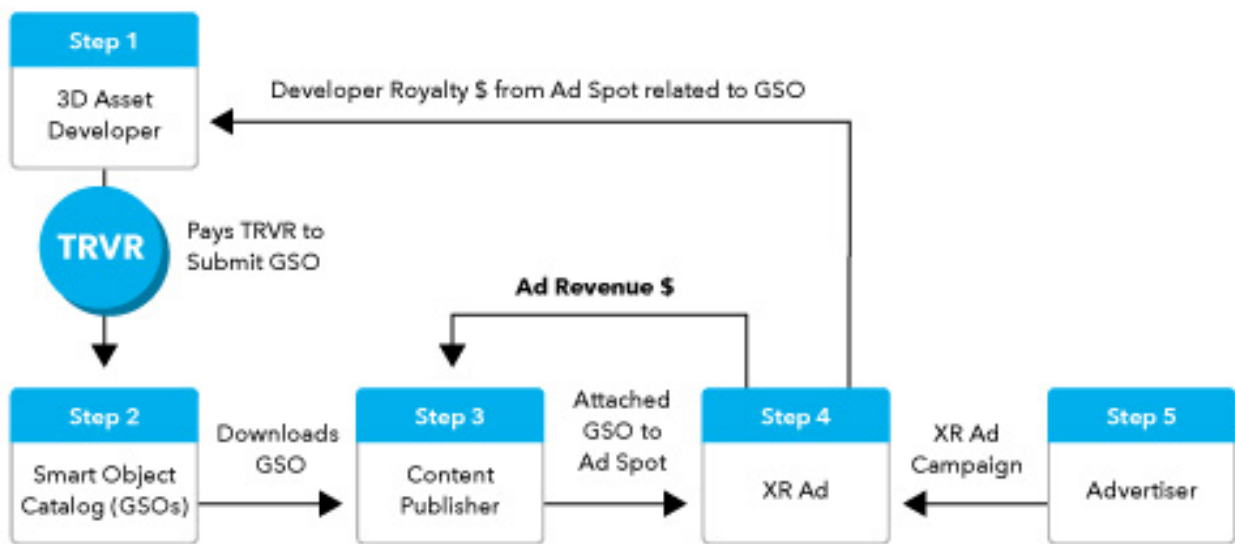 Step 1
3D Asset
Developer
Developer Royalty $ from Ad Spot related to GSO
TRVR
Pays TRVR to
Submit GSO
Ad Revenue $
Step 2
Smart Object
Catalog (GSOs)
Downloads
GSO
Step 3
Content
Publisher
Attached
GSO to
Ad Spot
Step 4
XR Ad
XR Ad
Campaign
Step 5
Advertiser